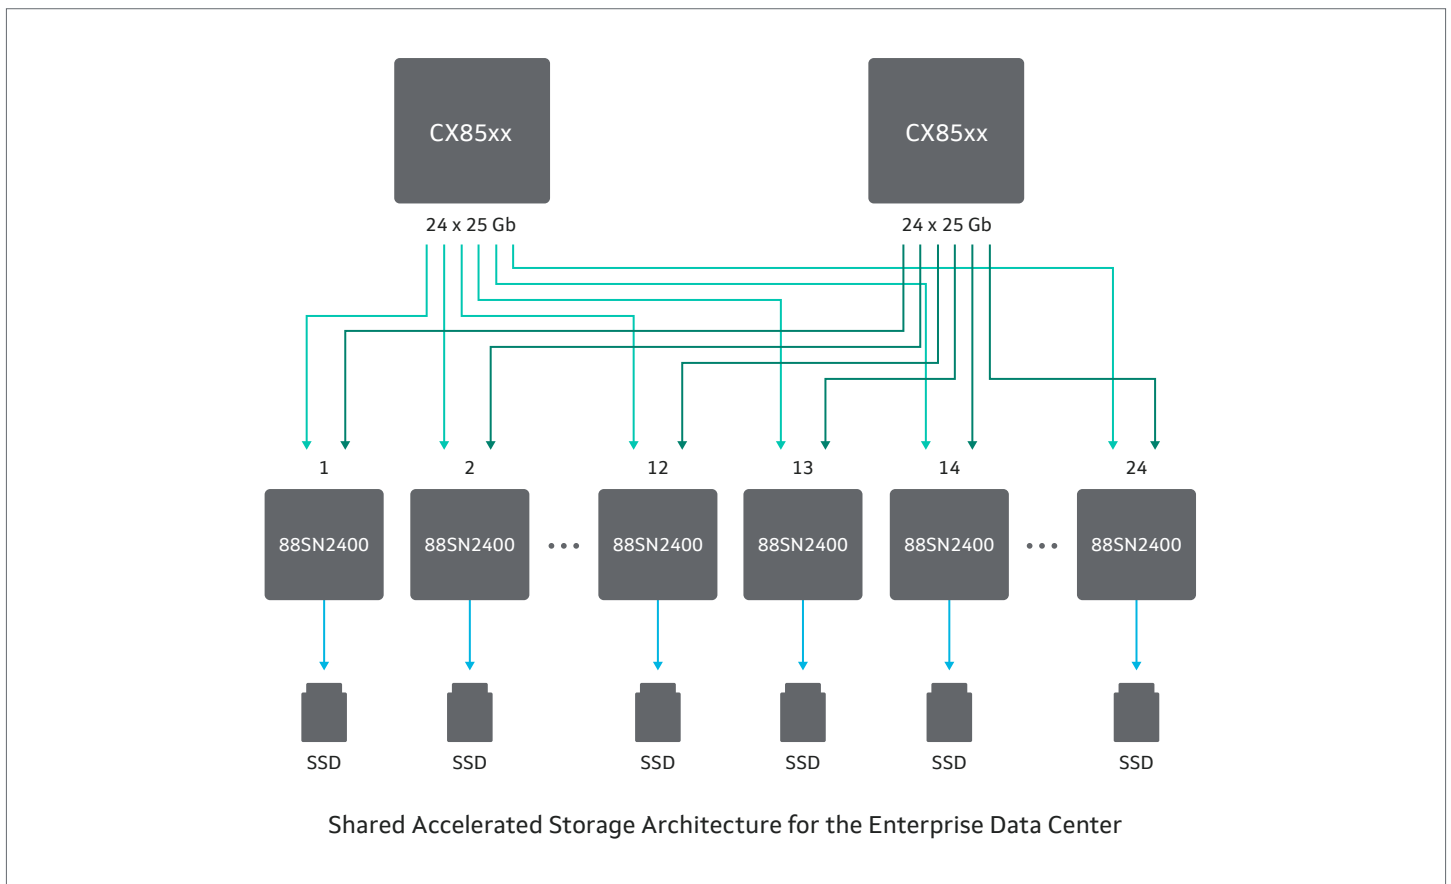 CX85xx
CX85xx
24 x 25 Gb
24 x 25 Gb
1
2
12
13
14
24
88SN2400
88SN2400
88SN2400
88SN2400
88SN2400
88SN2400
SSD
SSD
SSD
SSD
SSD
SSD
Shared Accelerated Storage Architecture for the Enterprise Data Center